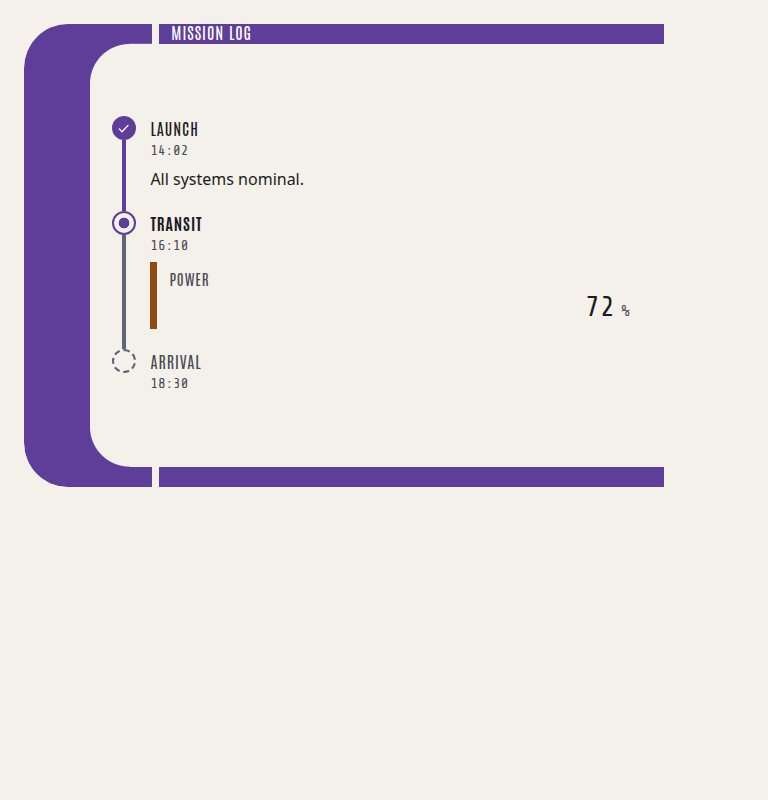 MISSION LOG
LAUNCH
14:02
All systems nominal.
TRANSIT
16:10
POWER
72 %
ARRIVAL
18:30